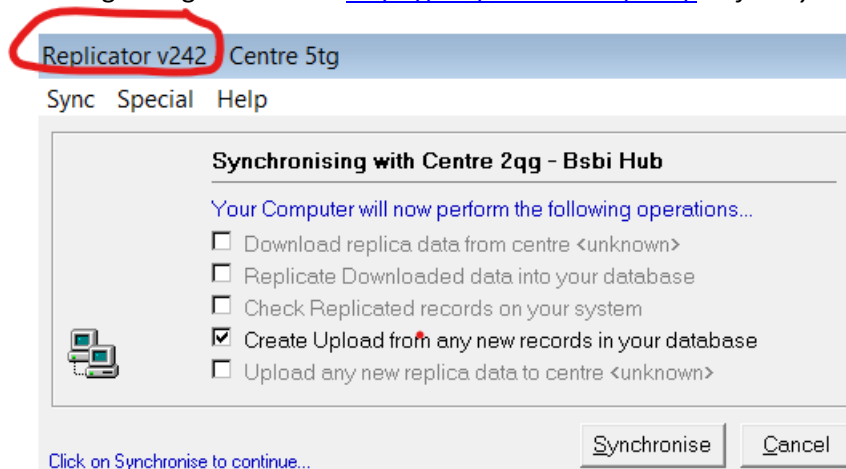 Replicator v242 Centre 5tg
Sync Special Help
Synchronising with Centre 2qg - Bsbi Hub
Your Computer will now perform the following operations...
Download replica data from centre <unknown>
Replicate Downloaded data into your database
Check Replicated records on your system
Create Upload from any new records in your database
Upload any new replica data to centre <unknown>
Synchronise Cancel
Click on Synchronise to continue...